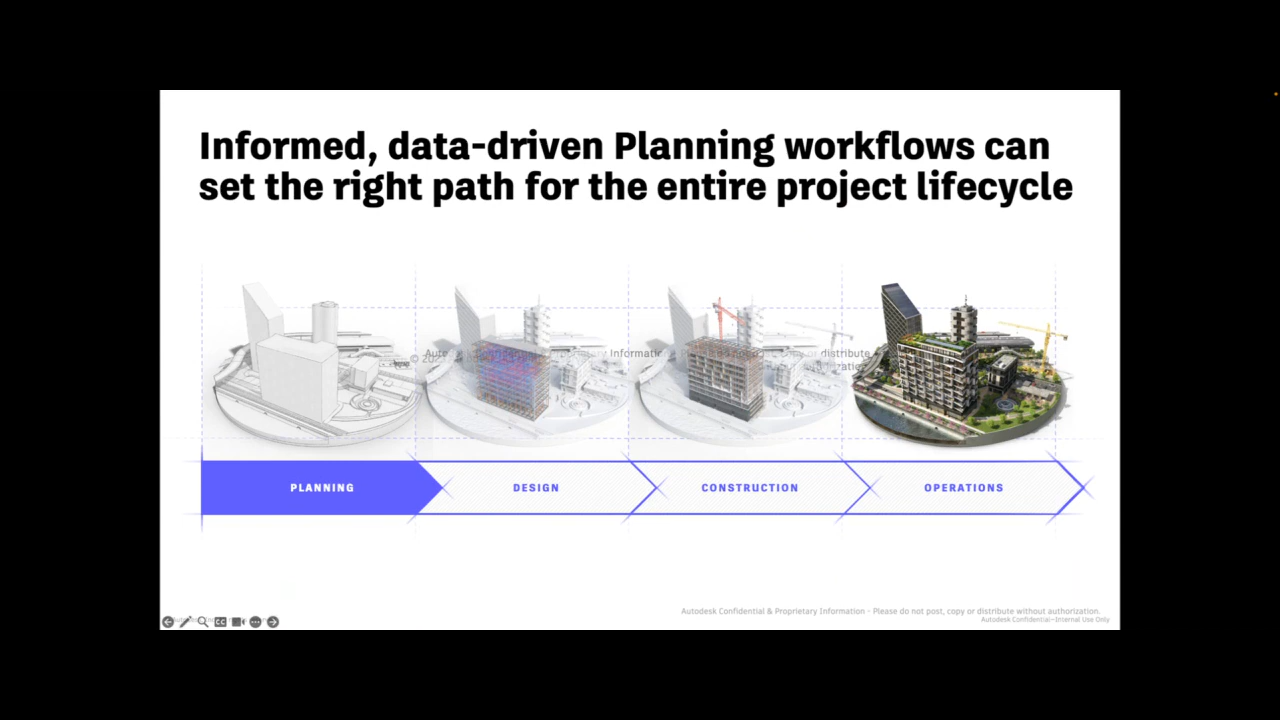 Informed, data-driven Planning workflows can
set the right path for the entire project lifecycle
PLANNING
DESIGN
CONSTRUCTION
OPERATIONS
Autodesk Confidential & Proprietary Information - Please do not post, copy or distribute without authorization.
Autodesk Confidential–Internal Use Only